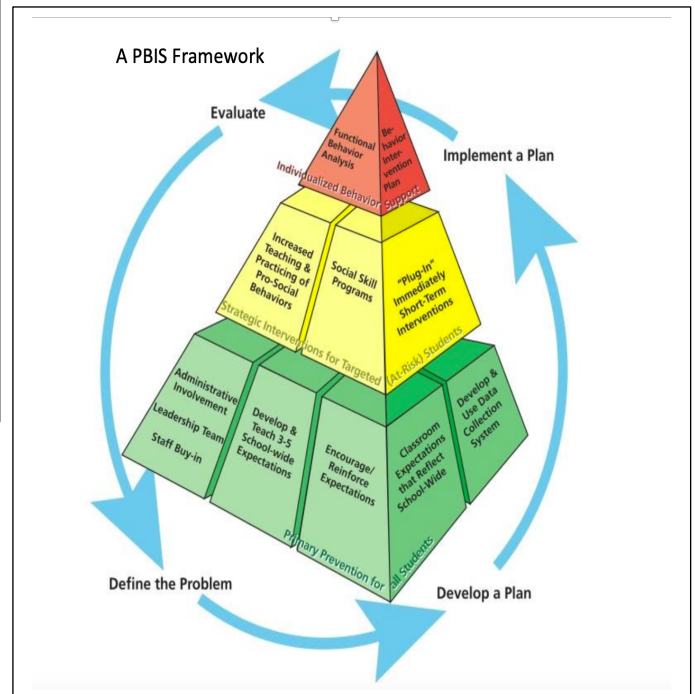 A PBIS Framework
Evaluate
Implement a Plan
Functional
Behavior
Analysis
Be-
havior
Inter-
vention
Plan
Individualized Behavior Support
Increased
Teaching &
Practicing of
Pro-Social
Behaviors
Social Skill
Programs
"Plug-In"
Immediately
Short-Term
Interventions
Strategic Interventions for Targeted (At-Risk) Students
Administrative
Involvement
Leadership Team
Staff Buy-in
Develop &
Teach 3-5
School-wide
Expectations
Encourage/
Reinforce
Expectations
Classroom
Expectations
that Reflect
School-Wide
Develop &
Use Data
Collection
System
Primary Prevention for all Students
Define the Problem
Develop a Plan